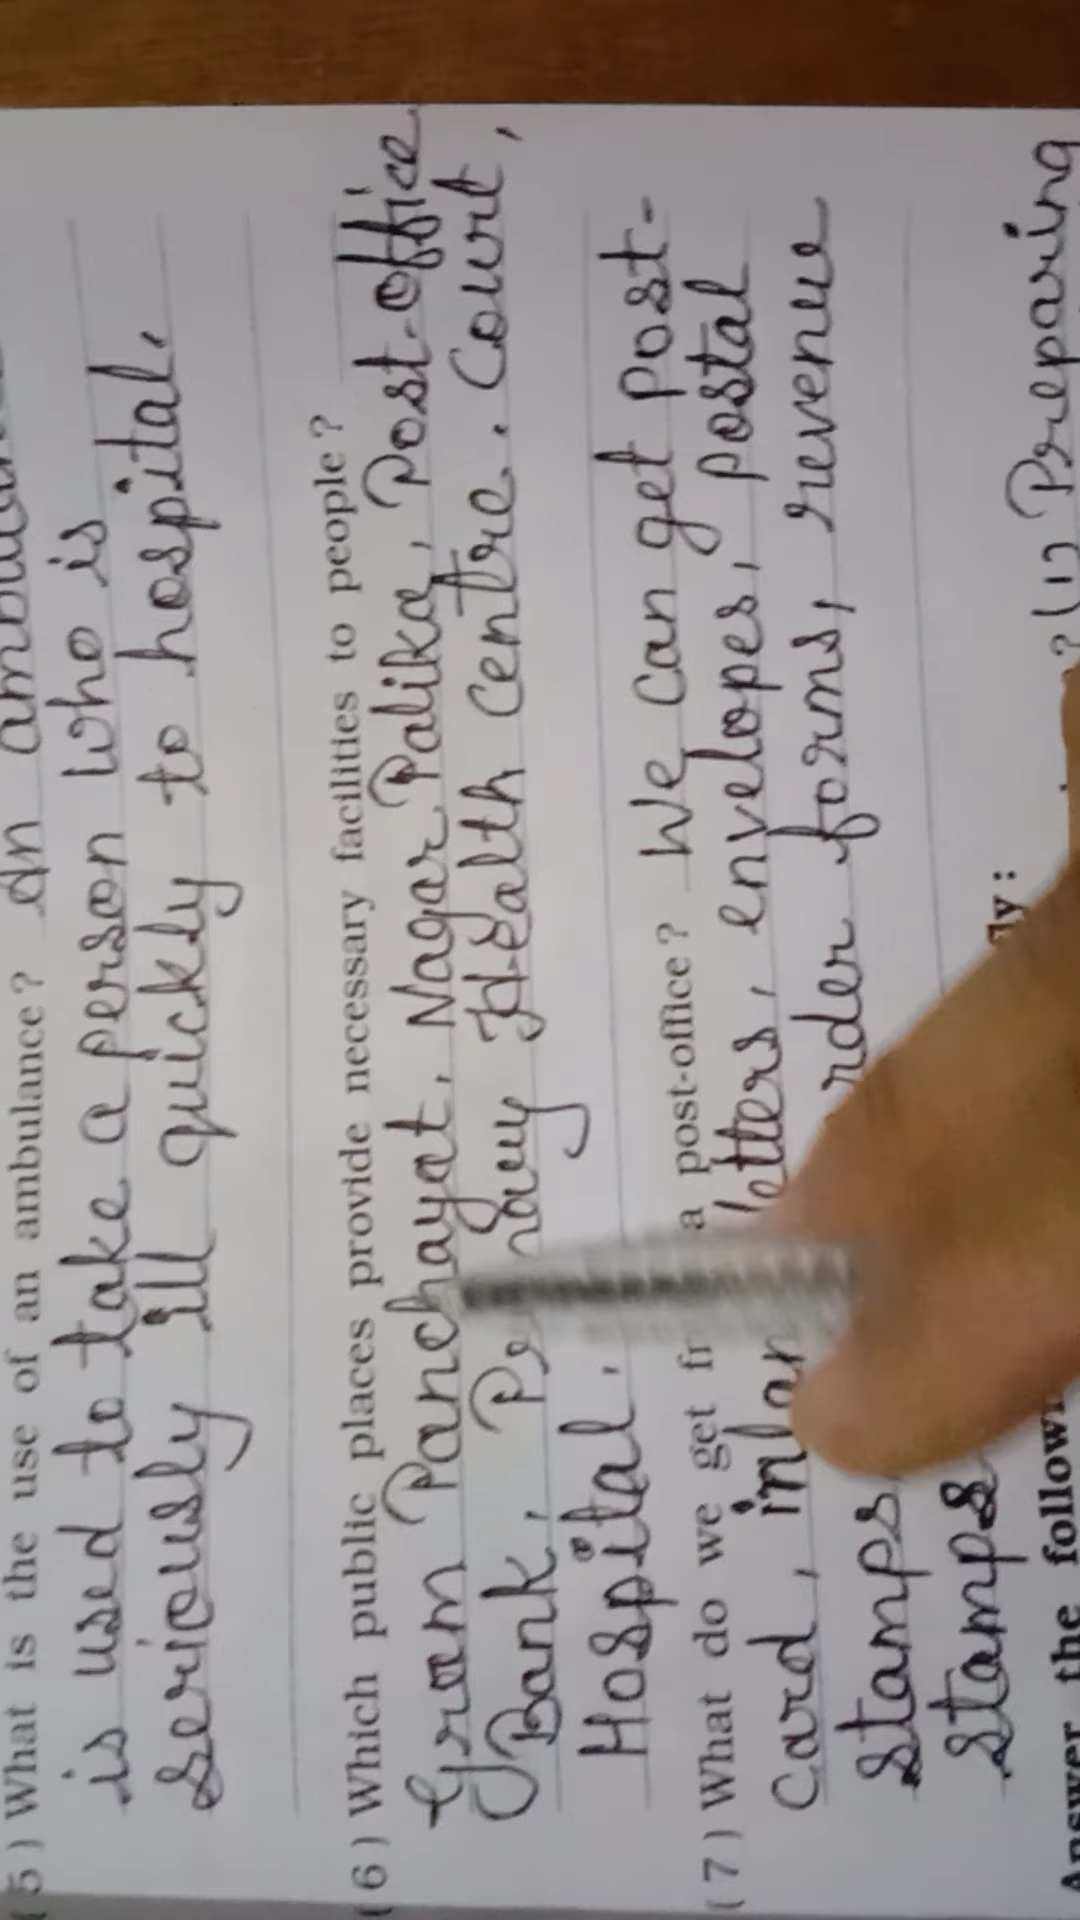 (5) What is the use of an ambulance? An
is used to take a person who is
seriously ill quickly to hospital.
(6) Which public places provide necessary facilities to people?
Gram Panchayat, Nagar Palika, Post-office
Bank, Health Centre. Court,
Hospital.
(7) What do we get a post-office? We can get Post-
Card, letters, envelopes, postal
stamps forms, revenue
stamps
Answer the
(1) Preparing